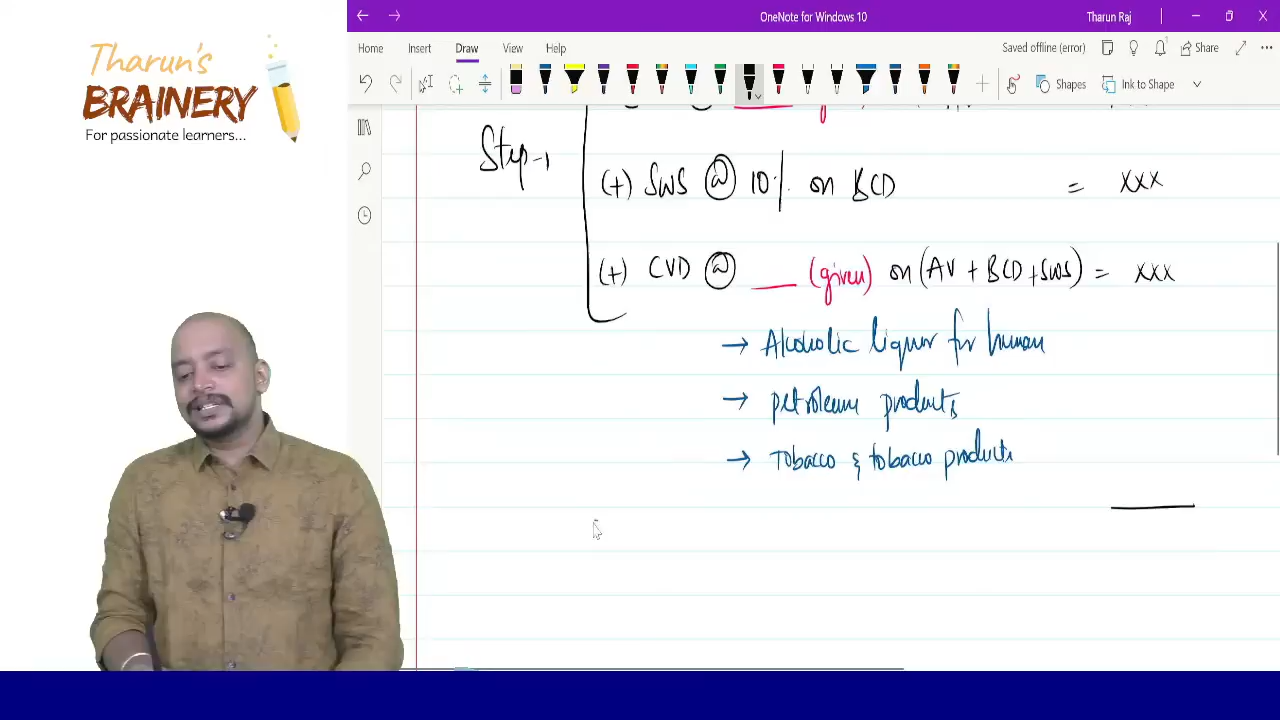 Tharun's
BRAINERY
For passionate learners...
OneNote for Windows 10
Tharun Raj
Home Insert Draw View Help
Saved offline (error)
Share
Shapes
Ink to Shape
Step-1
(+) SWS @ 10% on BCD = xxx
(+) CVD @ __ (given) on (AV + BCD + SWS) = xxx
→ Alcoholic liquor for human
→ petroleum products
→ Tobacco & tobacco products